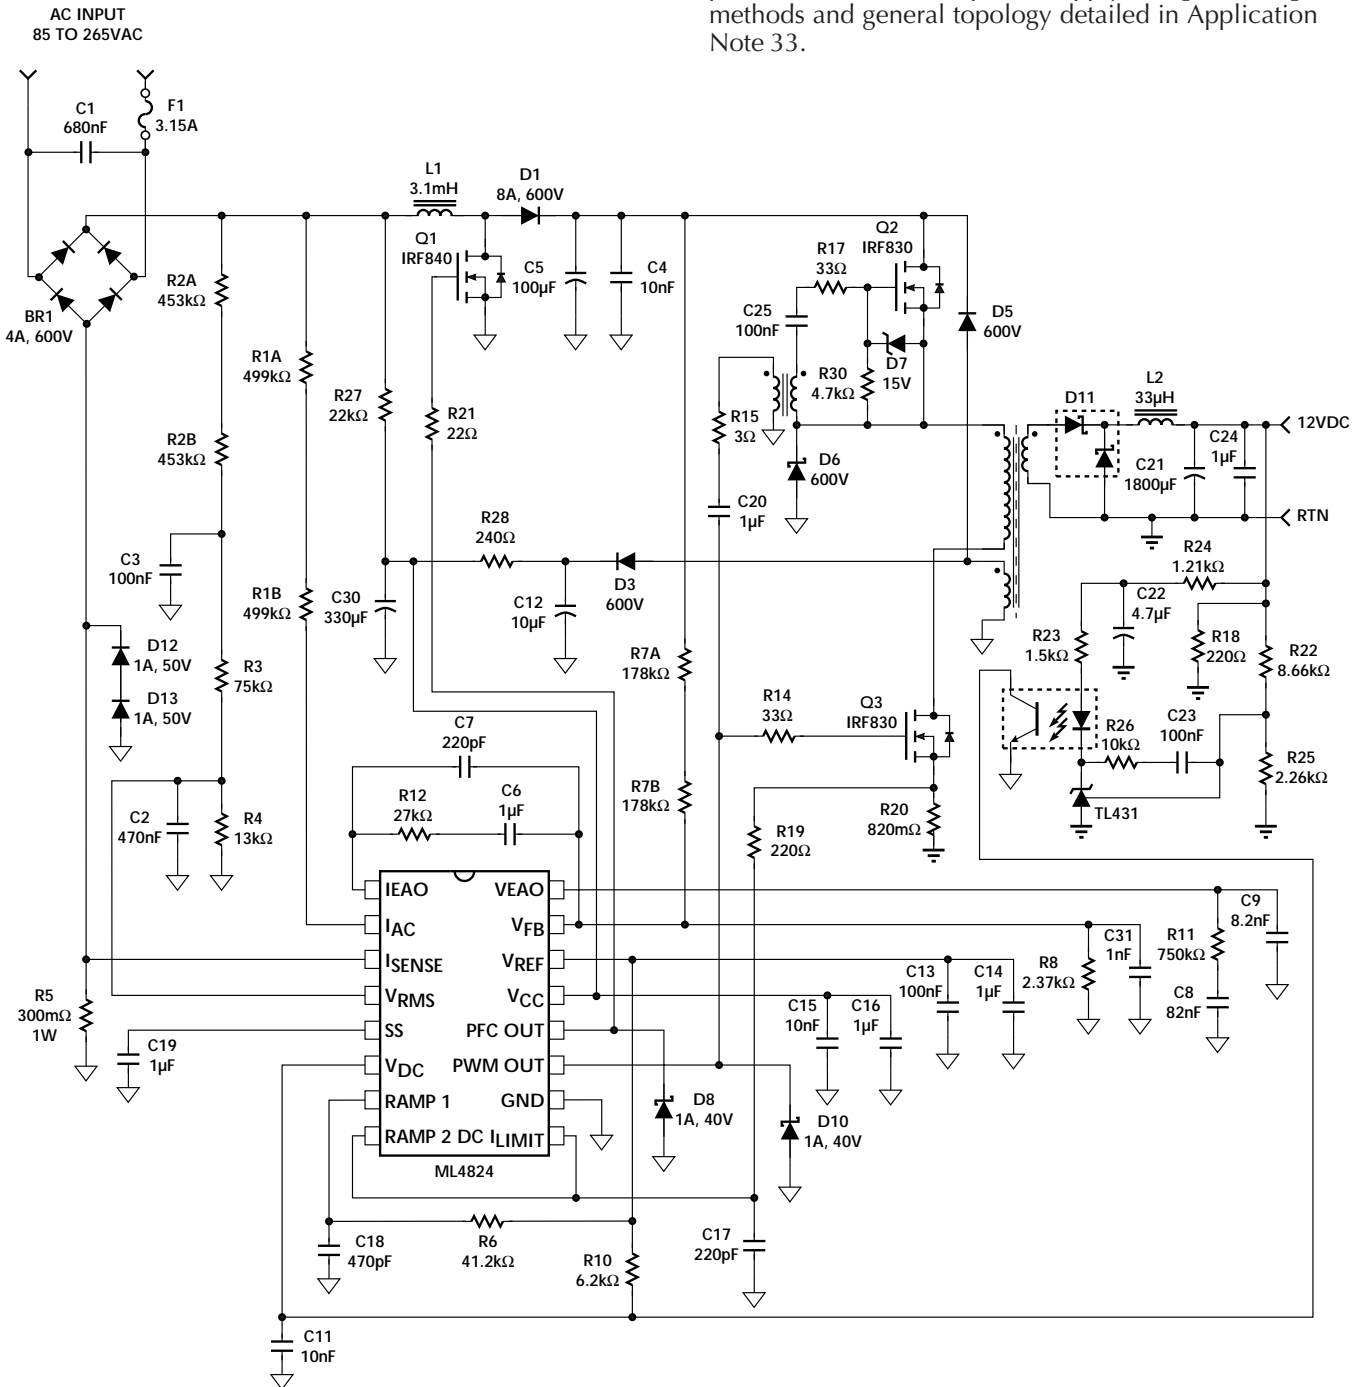 methods and general topology detailed in Application
Note 33.
AC INPUT
85 TO 265VAC
C1
680nF
F1
3.15A
BR1
4A, 600V
R2A
453kΩ
R2B
453kΩ
C3
100nF
D12
1A, 50V
D13
1A, 50V
R3
75kΩ
C2
470nF
R4
13kΩ
R5
300mΩ
1W
C19
1µF
R1A
499kΩ
R1B
499kΩ
R27
22kΩ
C30
330µF
L1
3.1mH
Q1
IRF840
D1
8A, 600V
C5
100µF
C4
10nF
R21
22Ω
R28
240Ω
C12
10µF
D3
600V
R7A
178kΩ
R7B
178kΩ
C7
220pF
R12
27kΩ
C6
1µF
R17
33Ω
Q2
IRF830
C25
100nF
R30
4.7kΩ
D7
15V
R15
3Ω
D6
600V
C20
1µF
D5
600V
R14
33Ω
Q3
IRF830
R19
220Ω
R20
820mΩ
D11
L2
33µH
C21
1800µF
C24
1µF
12VDC
RTN
R24
1.21kΩ
C22
4.7µF
R23
1.5kΩ
R18
220Ω
R22
8.66kΩ
R26
10kΩ
C23
100nF
R25
2.26kΩ
TL431
IEAO
VEAO
IAC
VFB
ISENSE
VREF
VRMS
VCC
SS
PFC OUT
VDC
PWM OUT
RAMP 1
GND
RAMP 2 DC ILIMIT
ML4824
C15
10nF
C16
1µF
C13
100nF
C14
1µF
R8
2.37kΩ
C31
1nF
R11
750kΩ
C9
8.2nF
C8
82nF
D8
1A, 40V
D10
1A, 40V
C18
470pF
R6
41.2kΩ
R10
6.2kΩ
C17
220pF
C11
10nF